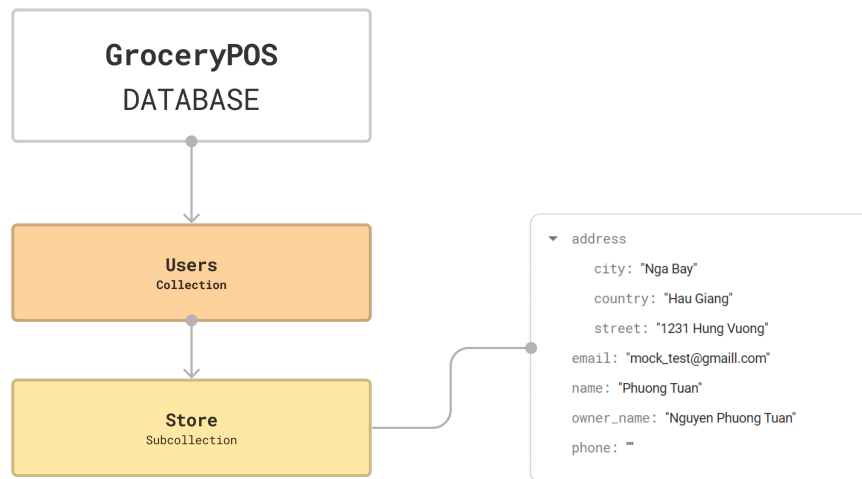 GroceryPOS
DATABASE
Users
Collection
Store
Subcollection
address
city: "Nga Bay"
country: "Hau Giang"
street: "1231 Hung Vuong"
email: "mock_test@gmaill.com"
name: "Phuong Tuan"
owner_name: "Nguyen Phuong Tuan"
phone: ""